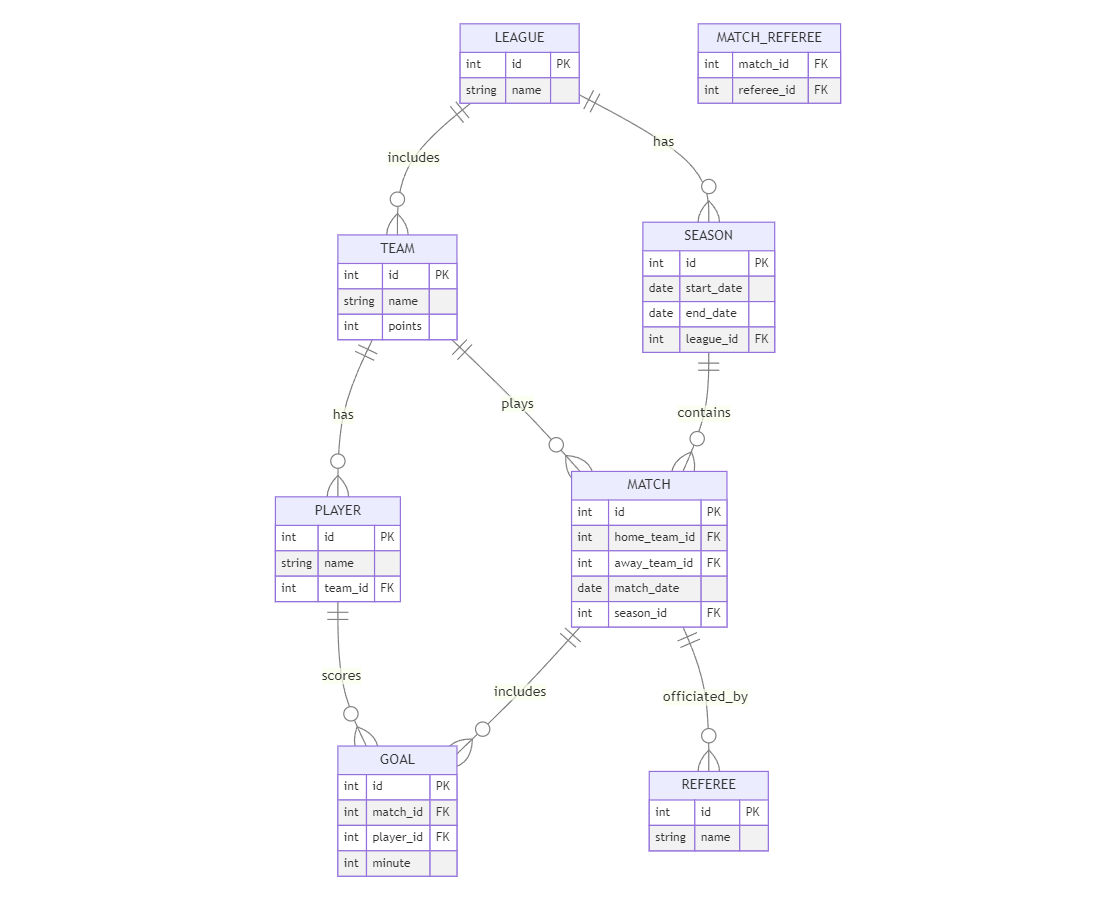 LEAGUE
int id PK
string name
MATCH_REFEREE
int match_id FK
int referee_id FK
includes
has
TEAM
int id PK
string name
int points
SEASON
int id PK
date start_date
date end_date
int league_id FK
has
plays
contains
PLAYER
int id PK
string name
int team_id FK
MATCH
int id PK
int home_team_id FK
int away_team_id FK
date match_date
int season_id FK
scores
includes
officiated_by
GOAL
int id PK
int match_id FK
int player_id FK
int minute
REFEREE
int id PK
string name